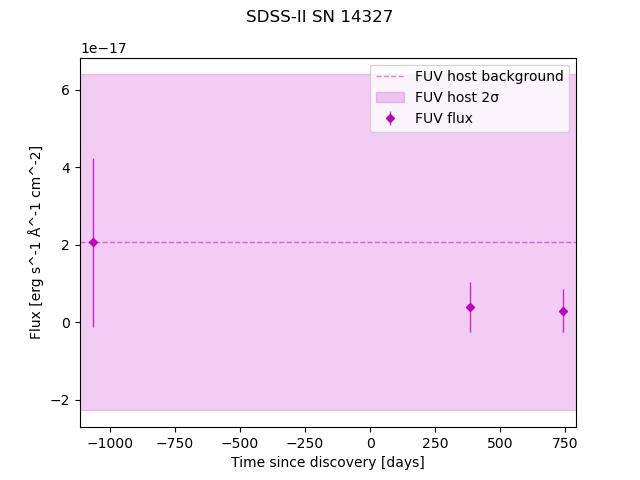 SDSS-II SN 14327
1e−17
FUV host background
FUV host 2σ
FUV flux
6
4
2
0
−2
Flux [erg s^-1 Å^-1 cm^-2]
−1000
−750
−500
−250
0
250
500
750
Time since discovery [days]